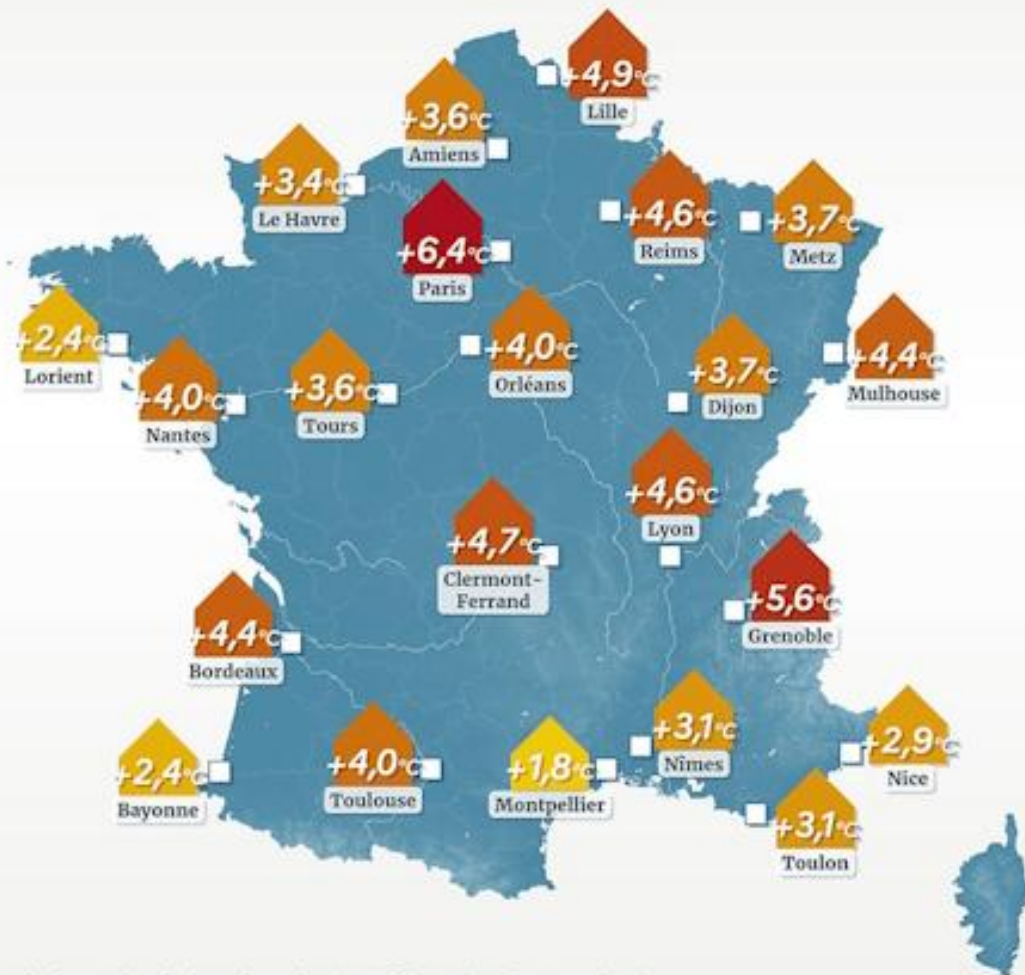 +4,9°C
Lille
+3,6°C
Amiens
+3,4°C
Le Havre
+4,6°C
Reims
+3,7°C
Metz
+6,4°C
Paris
+2,4°C
Lorient
+4,0°C
Nantes
+3,6°C
Tours
+4,0°C
Orléans
+3,7°C
Dijon
+4,4°C
Mulhouse
+4,6°C
Lyon
+4,7°C
Clermont-
Ferrand
+5,6°C
Grenoble
+4,4°C
Bordeaux
+2,4°C
Bayonne
+4,0°C
Toulouse
+1,8°C
Montpellier
+3,1°C
Nîmes
+2,9°C
Nice
+3,1°C
Toulon